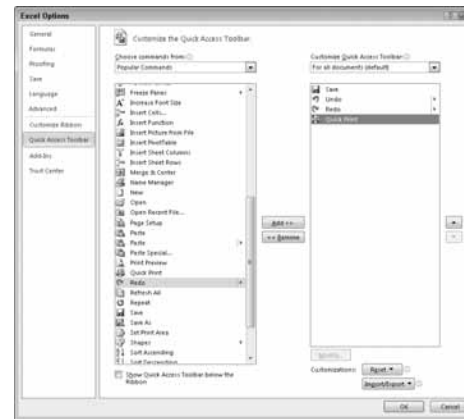 Excel Options
General
Formulas
Proofing
Save
Language
Advanced
Customize Ribbon
Quick Access Toolbar
Add-Ins
Trust Center
Customize the Quick Access Toolbar.
Choose commands from:
Popular Commands
Freeze Panes
Increase Font Size
Insert Cells...
Insert Function
Insert Picture from File
Insert PivotTable
Insert Sheet Columns
Insert Sheet Rows
Merge & Center
Name Manager
New
Open
Open Recent File...
Page Setup
Paste
Paste
Paste Special...
Print Preview
Quick Print
Redo
Refresh All
Repeat
Save
Save As
Set Print Area
Shapes
Sort Ascending
Sort Descending
Show Quick Access Toolbar below the
Ribbon
Add >>
<< Remove
Customize Quick Access Toolbar:
For all documents (default)
Save
Undo
Redo
Quick Print
Modify...
Customizations:
Reset
Import/Export
OK
Cancel